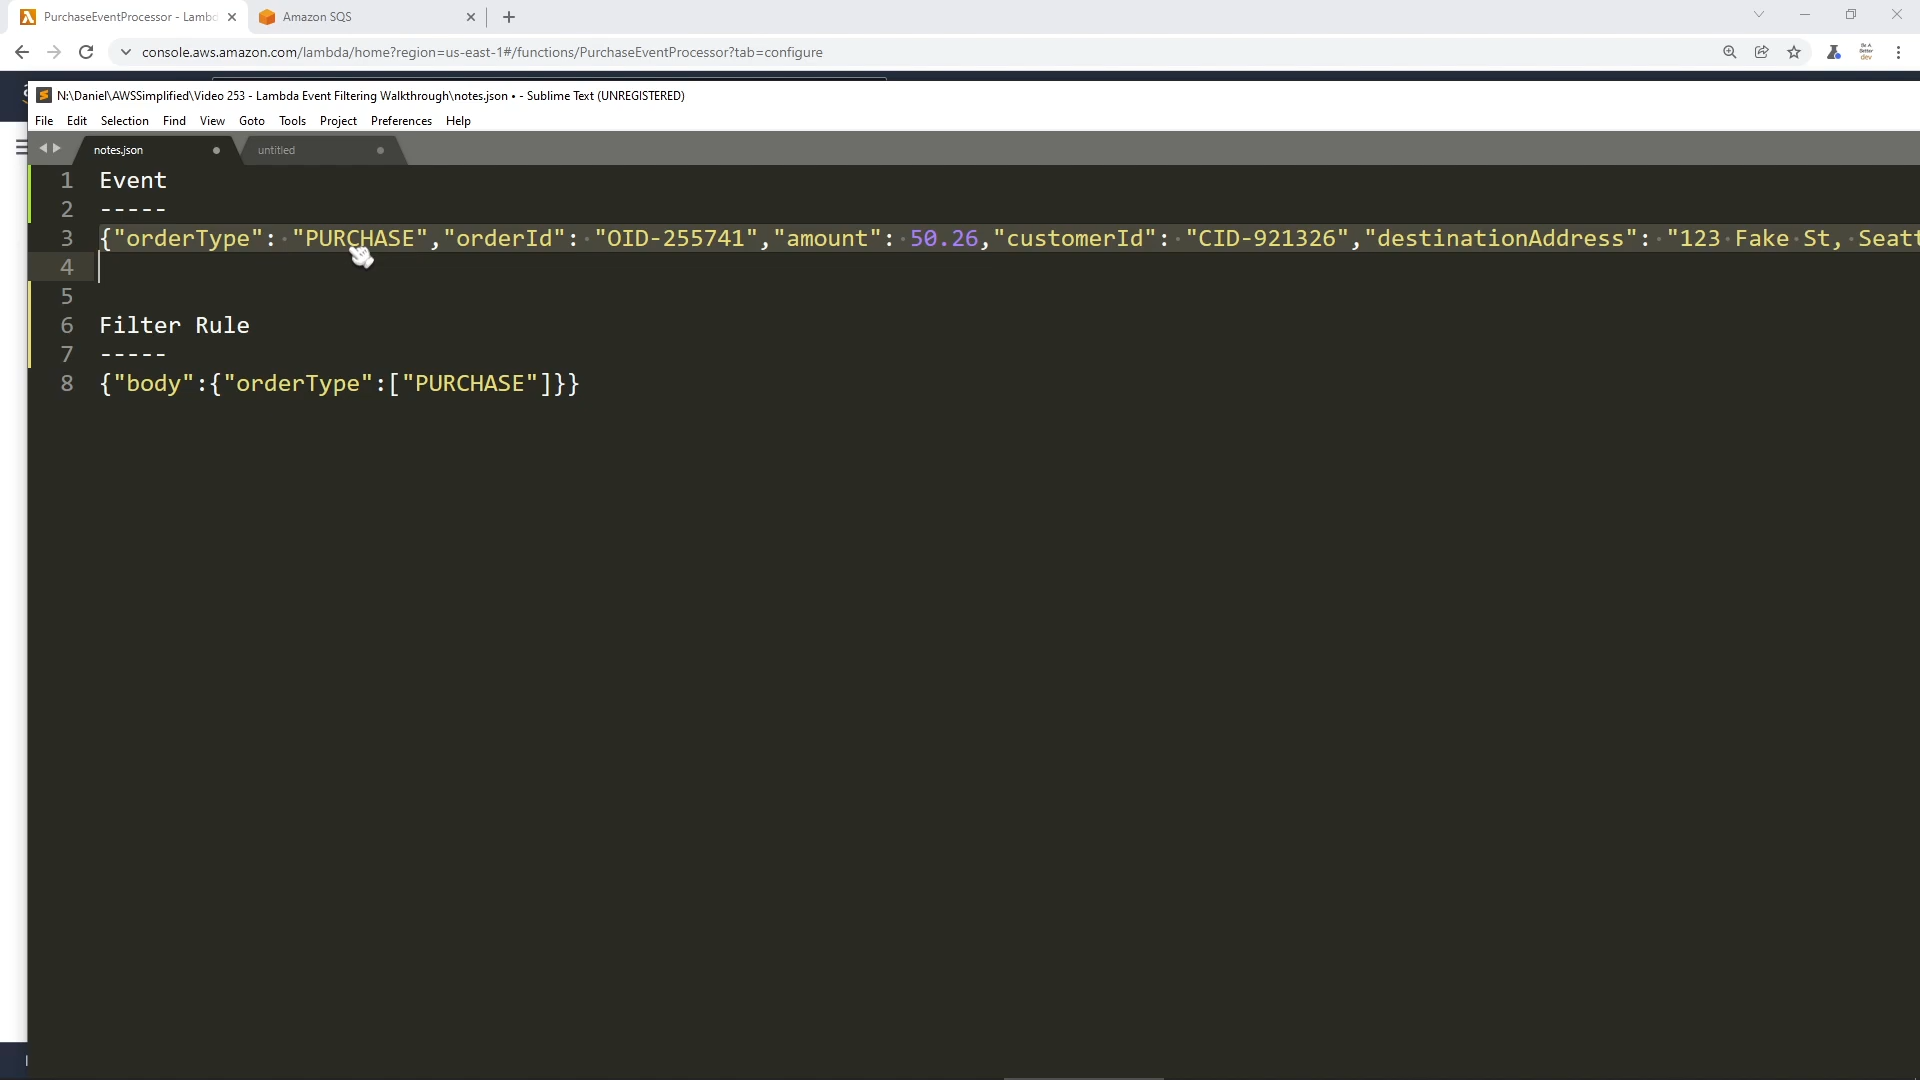 PurchaseEventProcessor - Lambd
Amazon SQS
console.aws.amazon.com/lambda/home?region=us-east-1#/functions/PurchaseEventProcessor?tab=configure
N:\Daniel\AWSSimplified\Video 253 - Lambda Event Filtering Walkthrough\notes.json • - Sublime Text (UNREGISTERED)
File Edit Selection Find View Goto Tools Project Preferences Help
notes.json untitled
1 Event
2 -----
3 {"orderType": "PURCHASE","orderId": "OID-255741","amount": 50.26,"customerId": "CID-921326","destinationAddress": "123 Fake St, Seatt
4
5
6 Filter Rule
7 -----
8 {"body":{"orderType":["PURCHASE"]}}